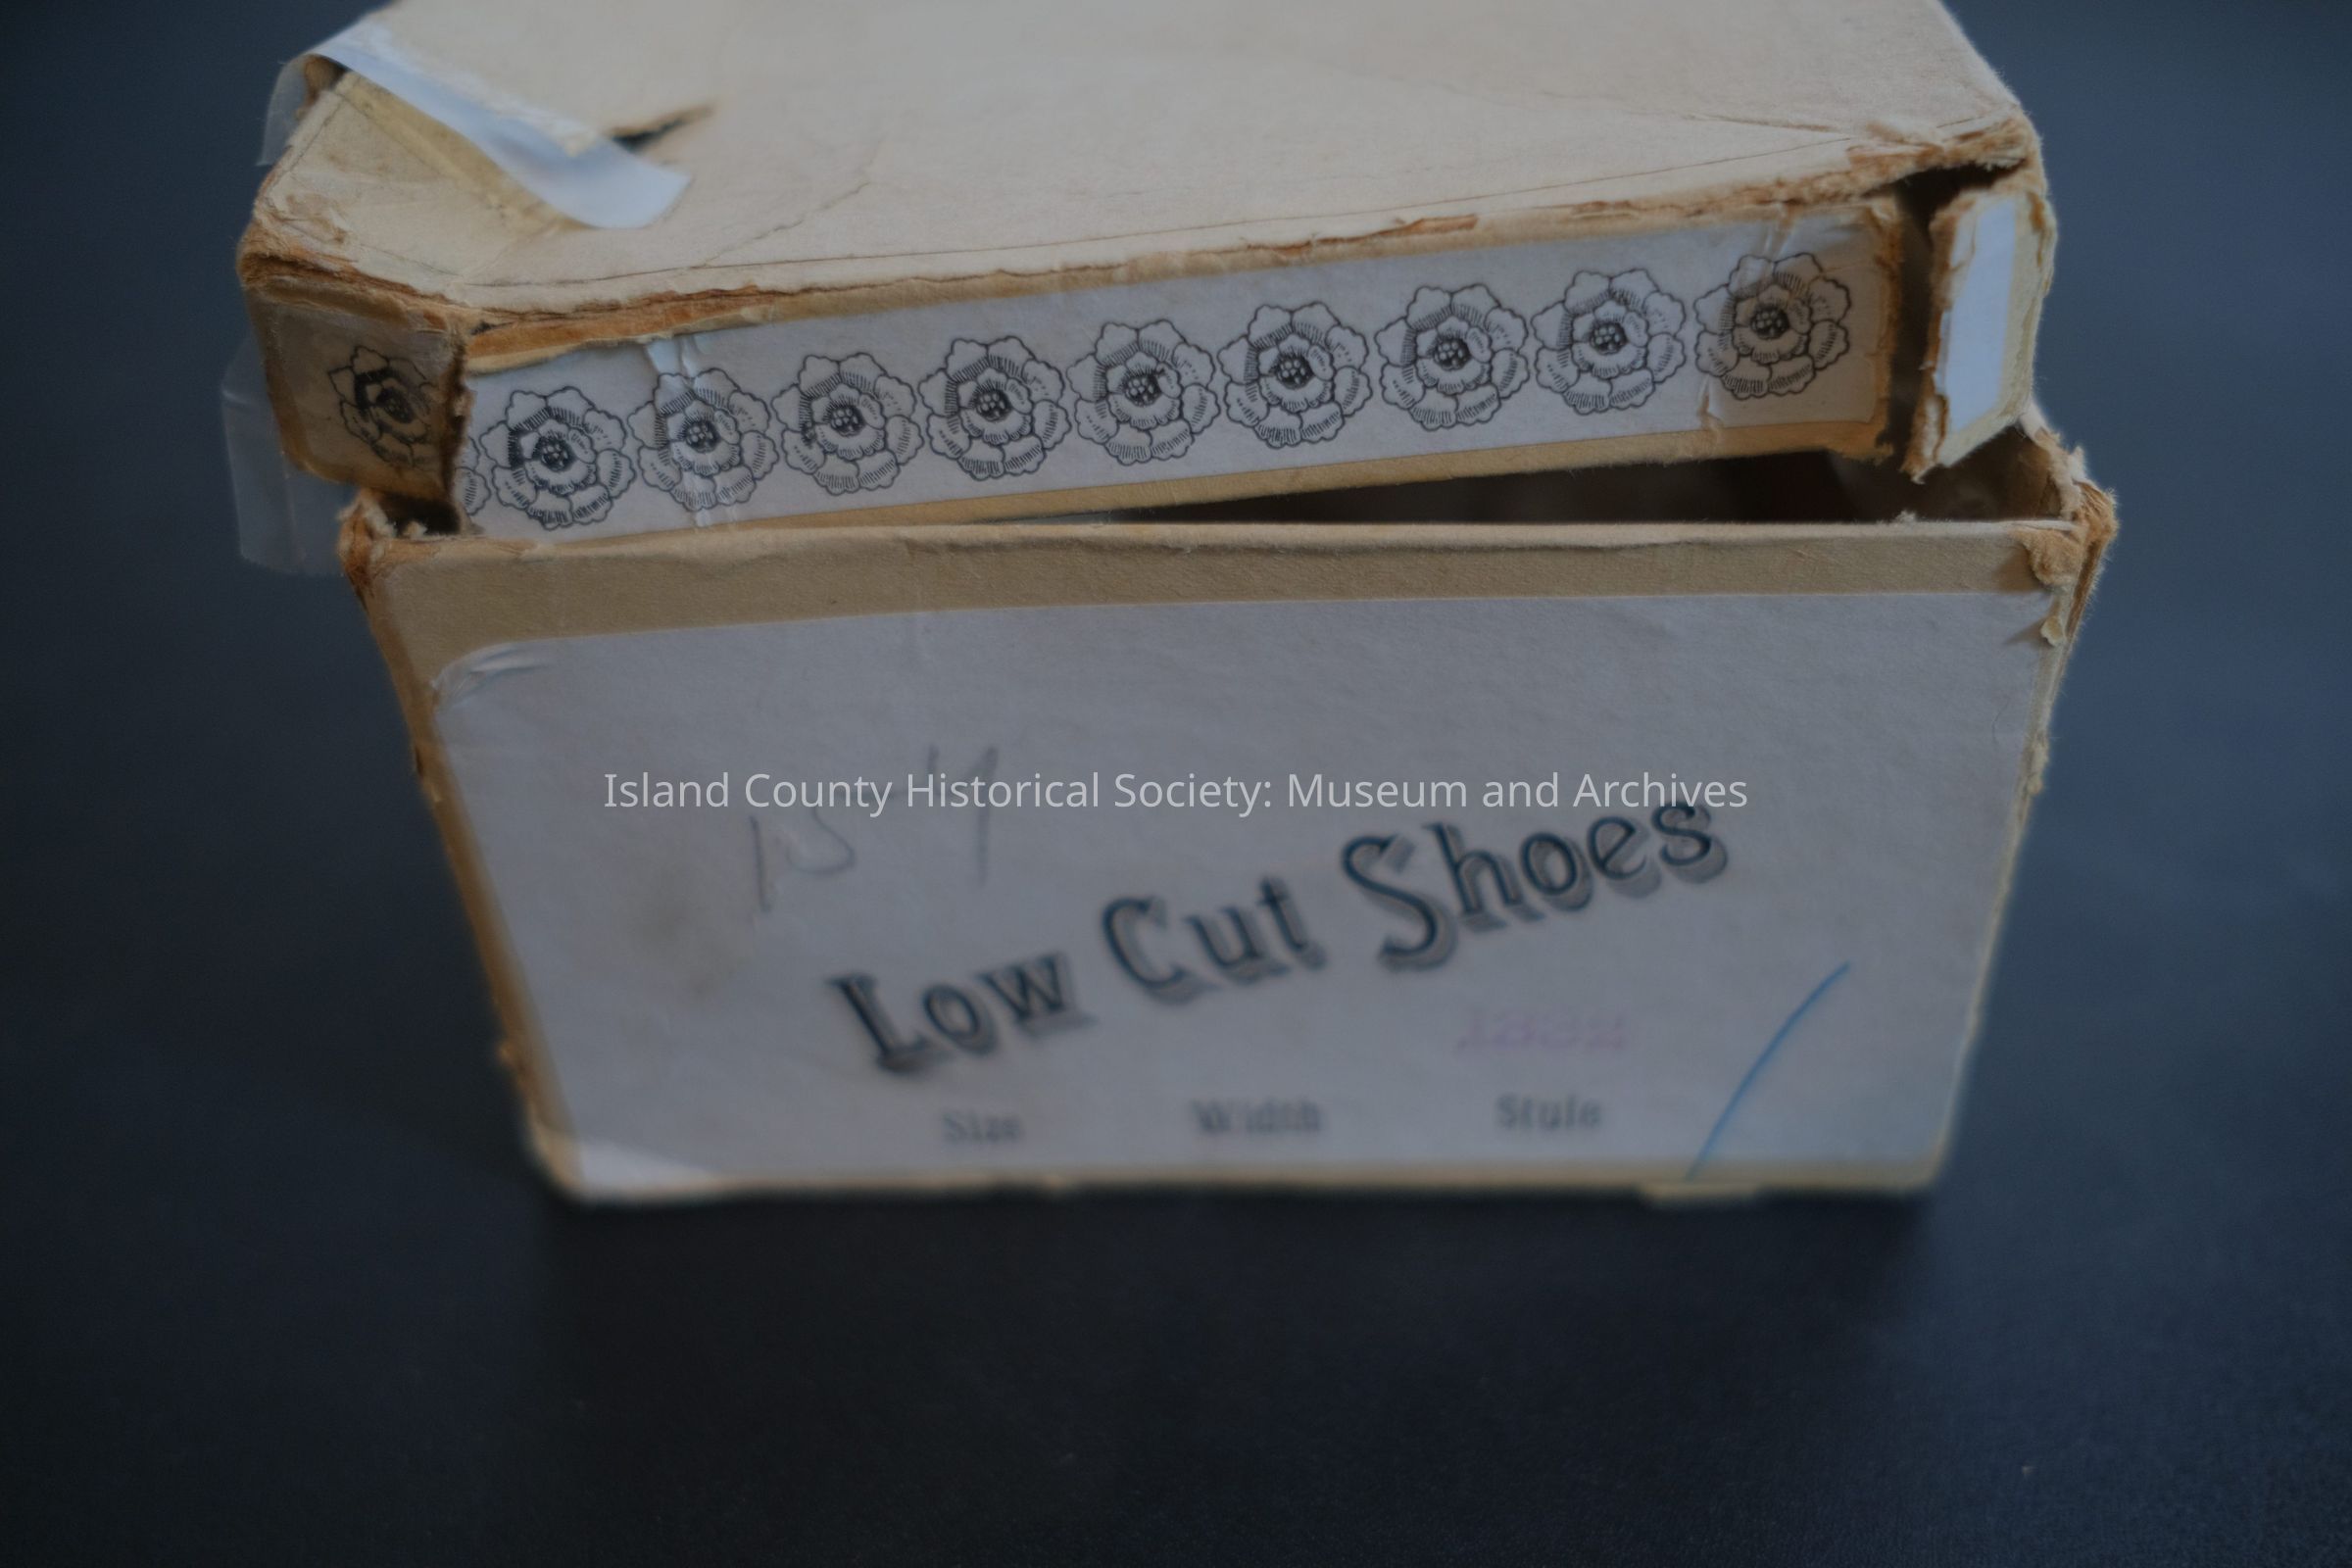 Island County Historical Society: Museum and Archives
Low Cut Shoes
Size Width Style